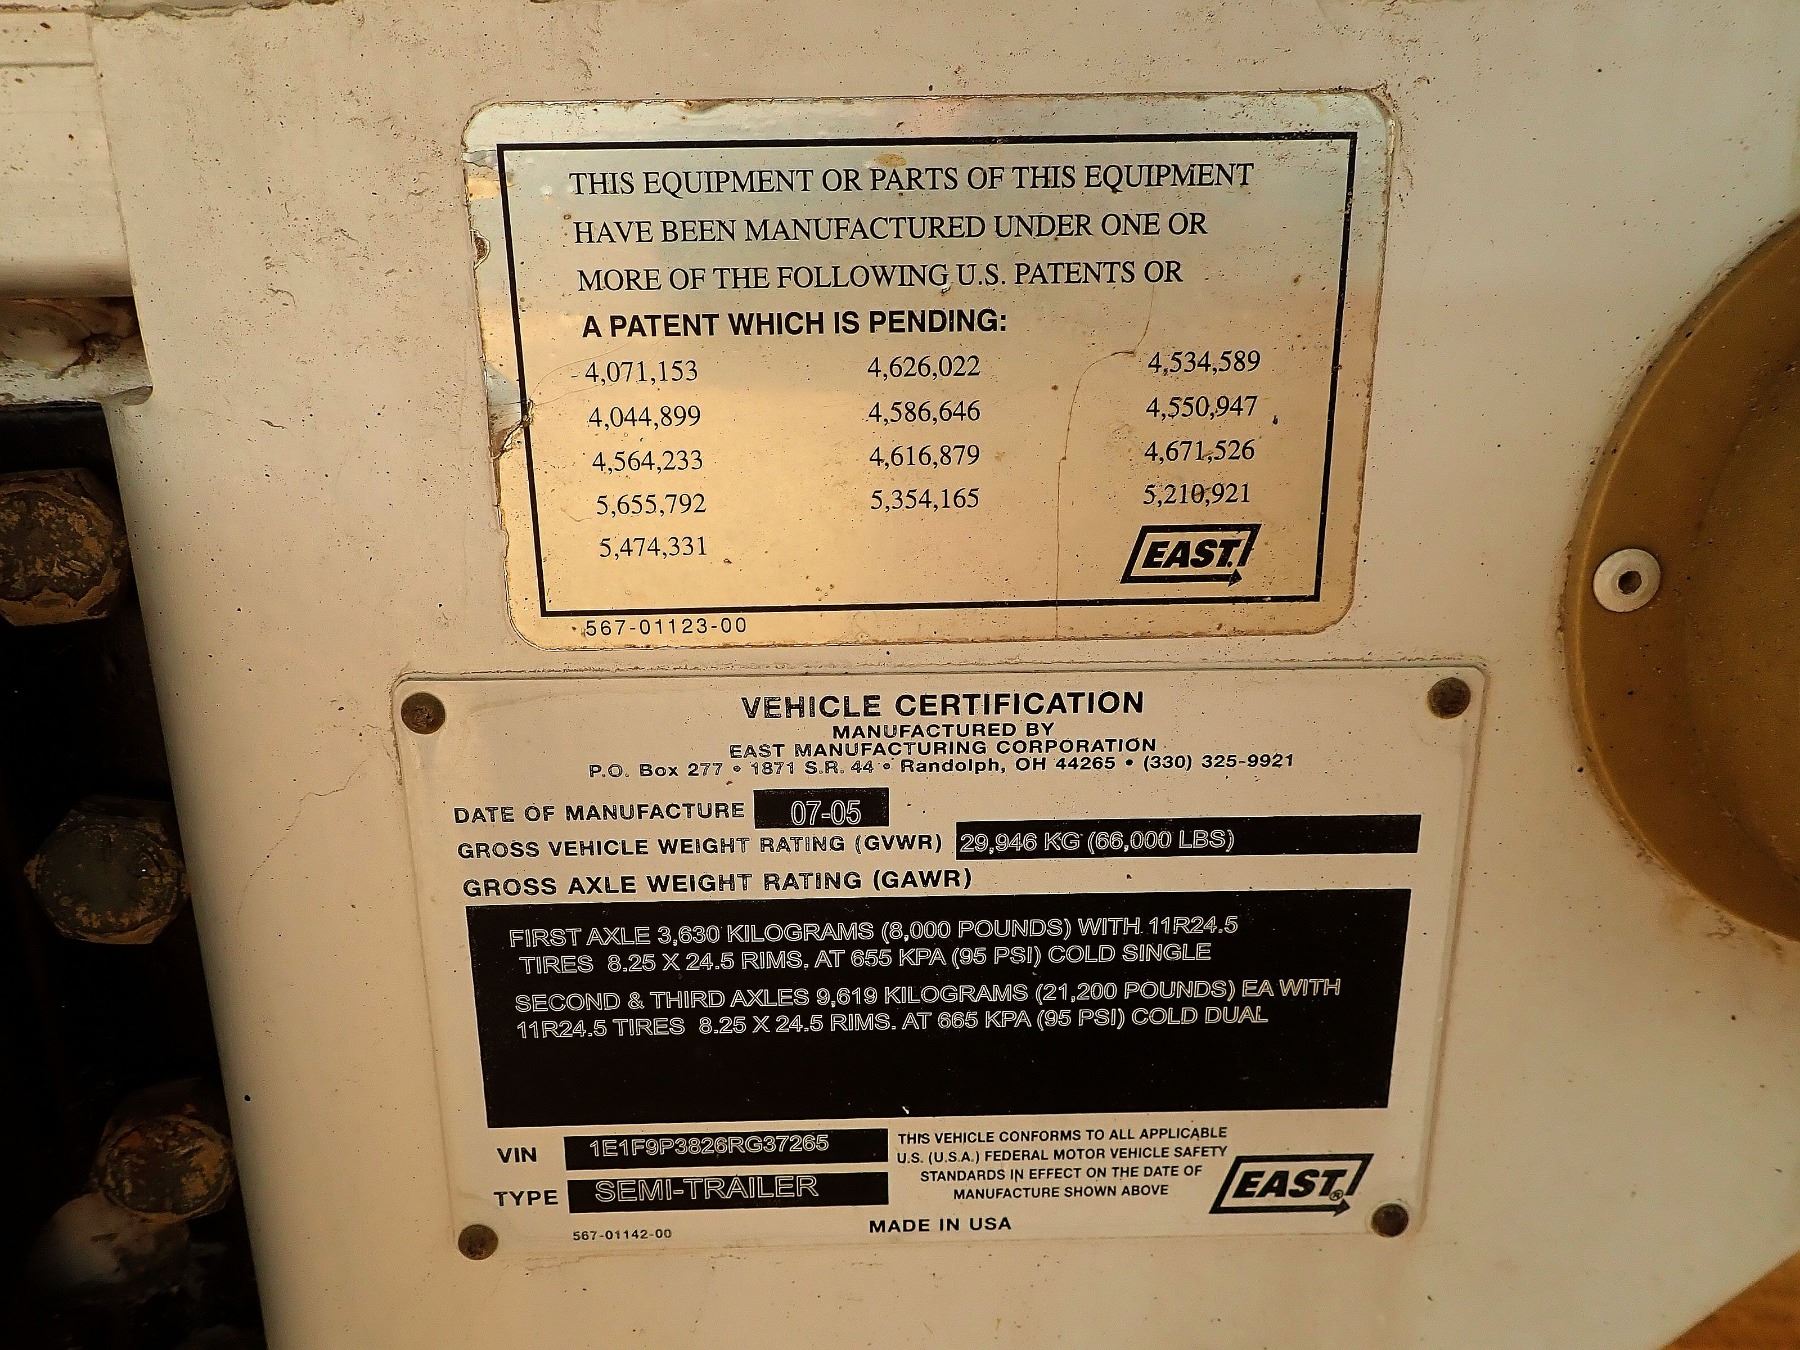 THIS EQUIPMENT OR PARTS OF THIS EQUIPMENT
HAVE BEEN MANUFACTURED UNDER ONE OR
MORE OF THE FOLLOWING U.S. PATENTS OR
A PATENT WHICH IS PENDING:
4,071,153 4,626,022 4,534,589
4,044,899 4,586,646 4,550,947
4,564,233 4,616,879 4,671,526
5,655,792 5,354,165 5,210,921
5,474,331
EAST
567-01123-00
VEHICLE CERTIFICATION
MANUFACTURED BY
EAST MANUFACTURING CORPORATION
P.O. Box 277 • 1871 S.R. 44 • Randolph, OH 44265 • (330) 325-9921
DATE OF MANUFACTURE 07-05
GROSS VEHICLE WEIGHT RATING (GVWR) 29,946 KG (66,000 LBS)
GROSS AXLE WEIGHT RATING (GAWR)
FIRST AXLE 3,630 KILOGRAMS (8,000 POUNDS) WITH 11R24.5
TIRES 8.25 X 24.5 RIMS. AT 655 KPA (95 PSI) COLD SINGLE
SECOND & THIRD AXLES 9,619 KILOGRAMS (21,200 POUNDS) EA WITH
11R24.5 TIRES 8.25 X 24.5 RIMS. AT 665 KPA (95 PSI) COLD DUAL
VIN 1E1F9P3826RG37265
TYPE SEMI-TRAILER
THIS VEHICLE CONFORMS TO ALL APPLICABLE
U.S. (U.S.A.) FEDERAL MOTOR VEHICLE SAFETY
STANDARDS IN EFFECT ON THE DATE OF
MANUFACTURE SHOWN ABOVE
EAST®
567-01142-00
MADE IN USA